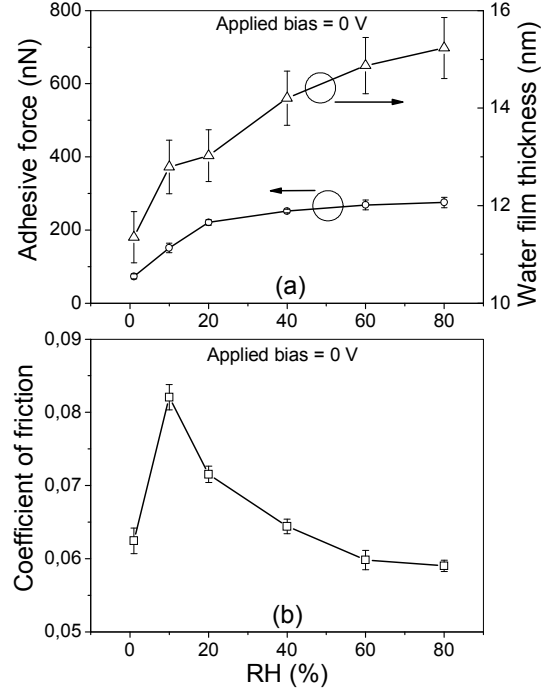 Applied bias = 0 V
800
600
400
200
0
Adhesive force (nN)
16
14
12
10
Water film thickness (nm)
0 20 40 60 80
(a)
Applied bias = 0 V
0,09
0,08
0,07
0,06
0,05
Coefficient of friction
(b)
0 20 40 60 80
RH (%)